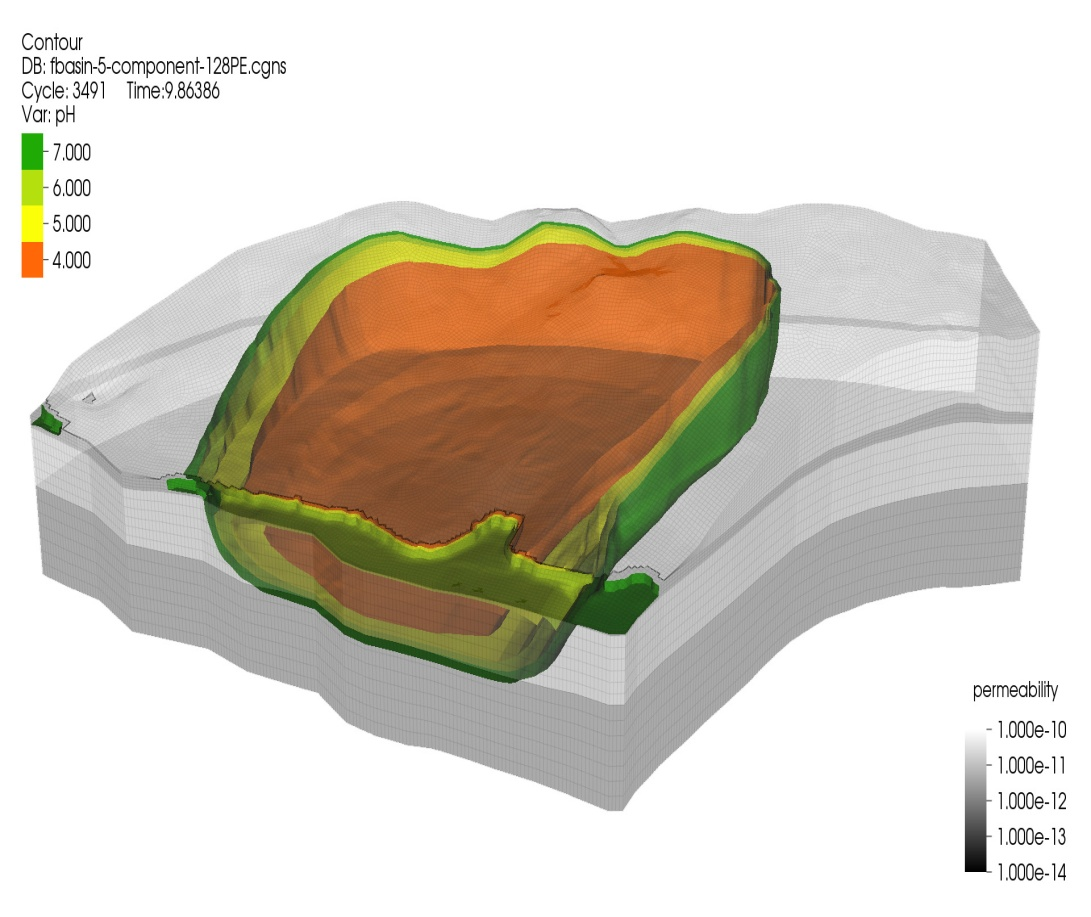 Contour
DB: fbasin-5-component-128PE.cgns
Cycle: 3491 Time:9.86386
Var: pH
7.000
6.000
5.000
4.000
permeability
1.000e-10
1.000e-11
1.000e-12
1.000e-13
1.000e-14